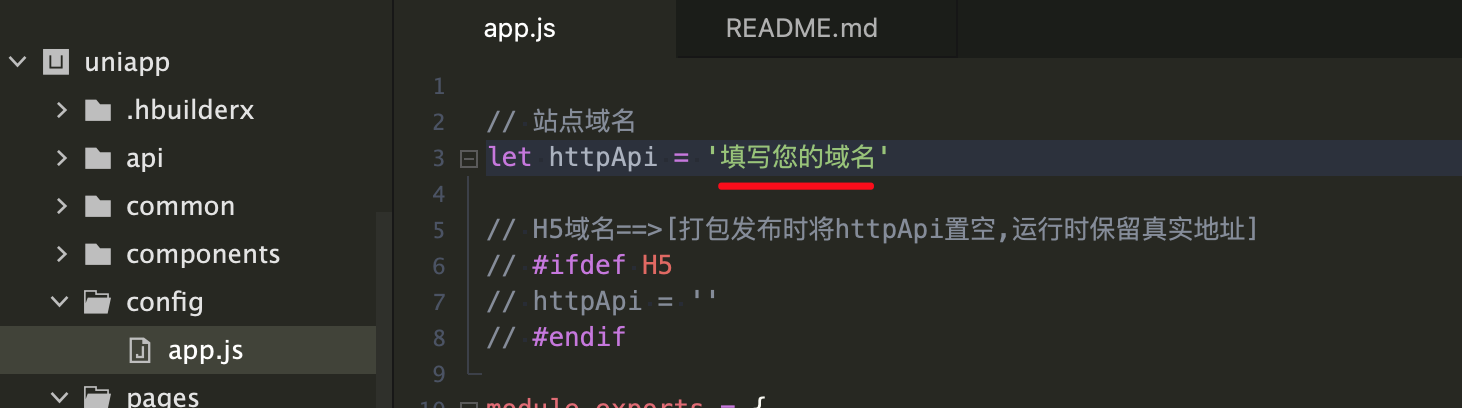 app.js README.md
uniapp
.hbuilderx
api
common
components
config
app.js
pages
1
2 // 站点域名
3 let httpApi = '填写您的域名'
4
5 // H5域名==>[打包发布时将httpApi置空,运行时保留真实地址]
6 // #ifdef H5
7 // httpApi = ''
8 // #endif
9
10 module.exports = {